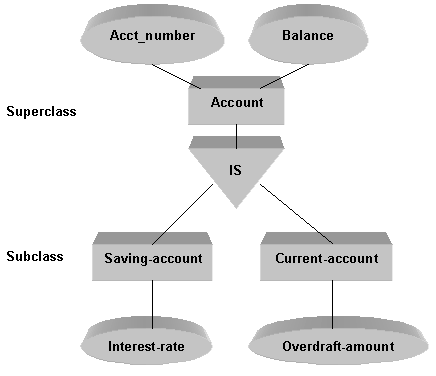 Acct_number
Balance
Account
Superclass
IS
Subclass
Saving-account
Current-account
Interest-rate
Overdraft-amount